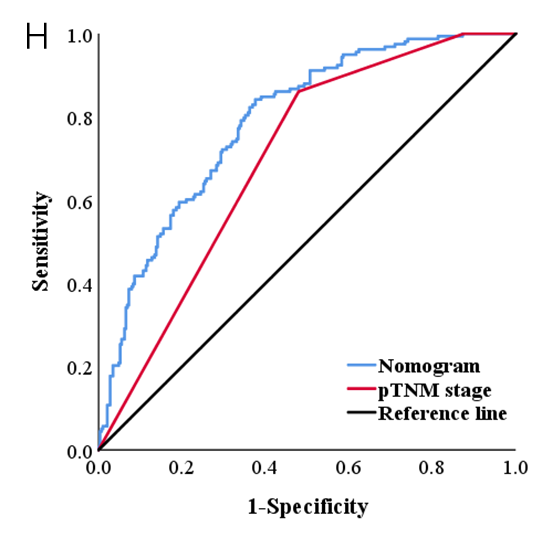 H
1.0
0.8
0.6
0.4
0.2
0.0
Sensitivity
Nomogram
pTNM stage
Reference line
0.0 0.2 0.4 0.6 0.8 1.0
1-Specificity